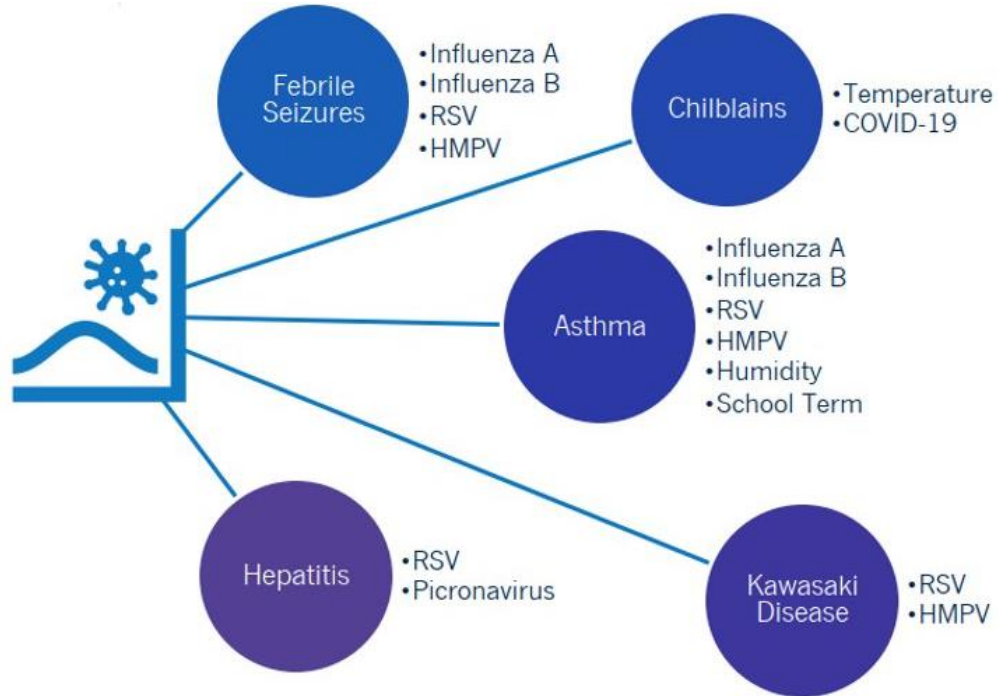 Febrile
Seizures
•Influenza A
•Influenza B
•RSV
•HMPV
Chilblains
•Temperature
•COVID-19
Asthma
•Influenza A
•Influenza B
•RSV
•HMPV
•Humidity
•School Term
Hepatitis
•RSV
•Picronavirus
Kawasaki
Disease
•RSV
•HMPV